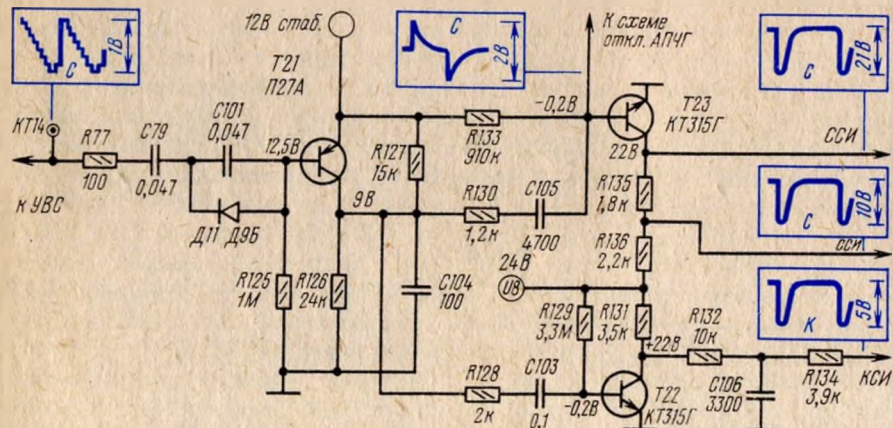 1В
С
12В стаб.
С
2В
К схеме
откл. АПЧГ
С
21В
КТ14
R77
100
к УВС
С79
0,047
С101
0,047
Д11 Д9Б
Т21
П27А
12,5В
9В
R127
15к
R133
910к
-0,2В
Т23
КТ315Г
22В
ССИ
R130
1,2к
С105
4700
R135
1,8к
С
10В
R136
2,2к
ССИ
24В
U8
R125
1М
R126
24к
С104
100
R129
3,3М
R131
3,5к
К
5В
+22В
R132
10к
R128
2к
С103
0,1
-0,2В
Т22
КТ315Г
С106
3300
R134
3,9к
КСИ